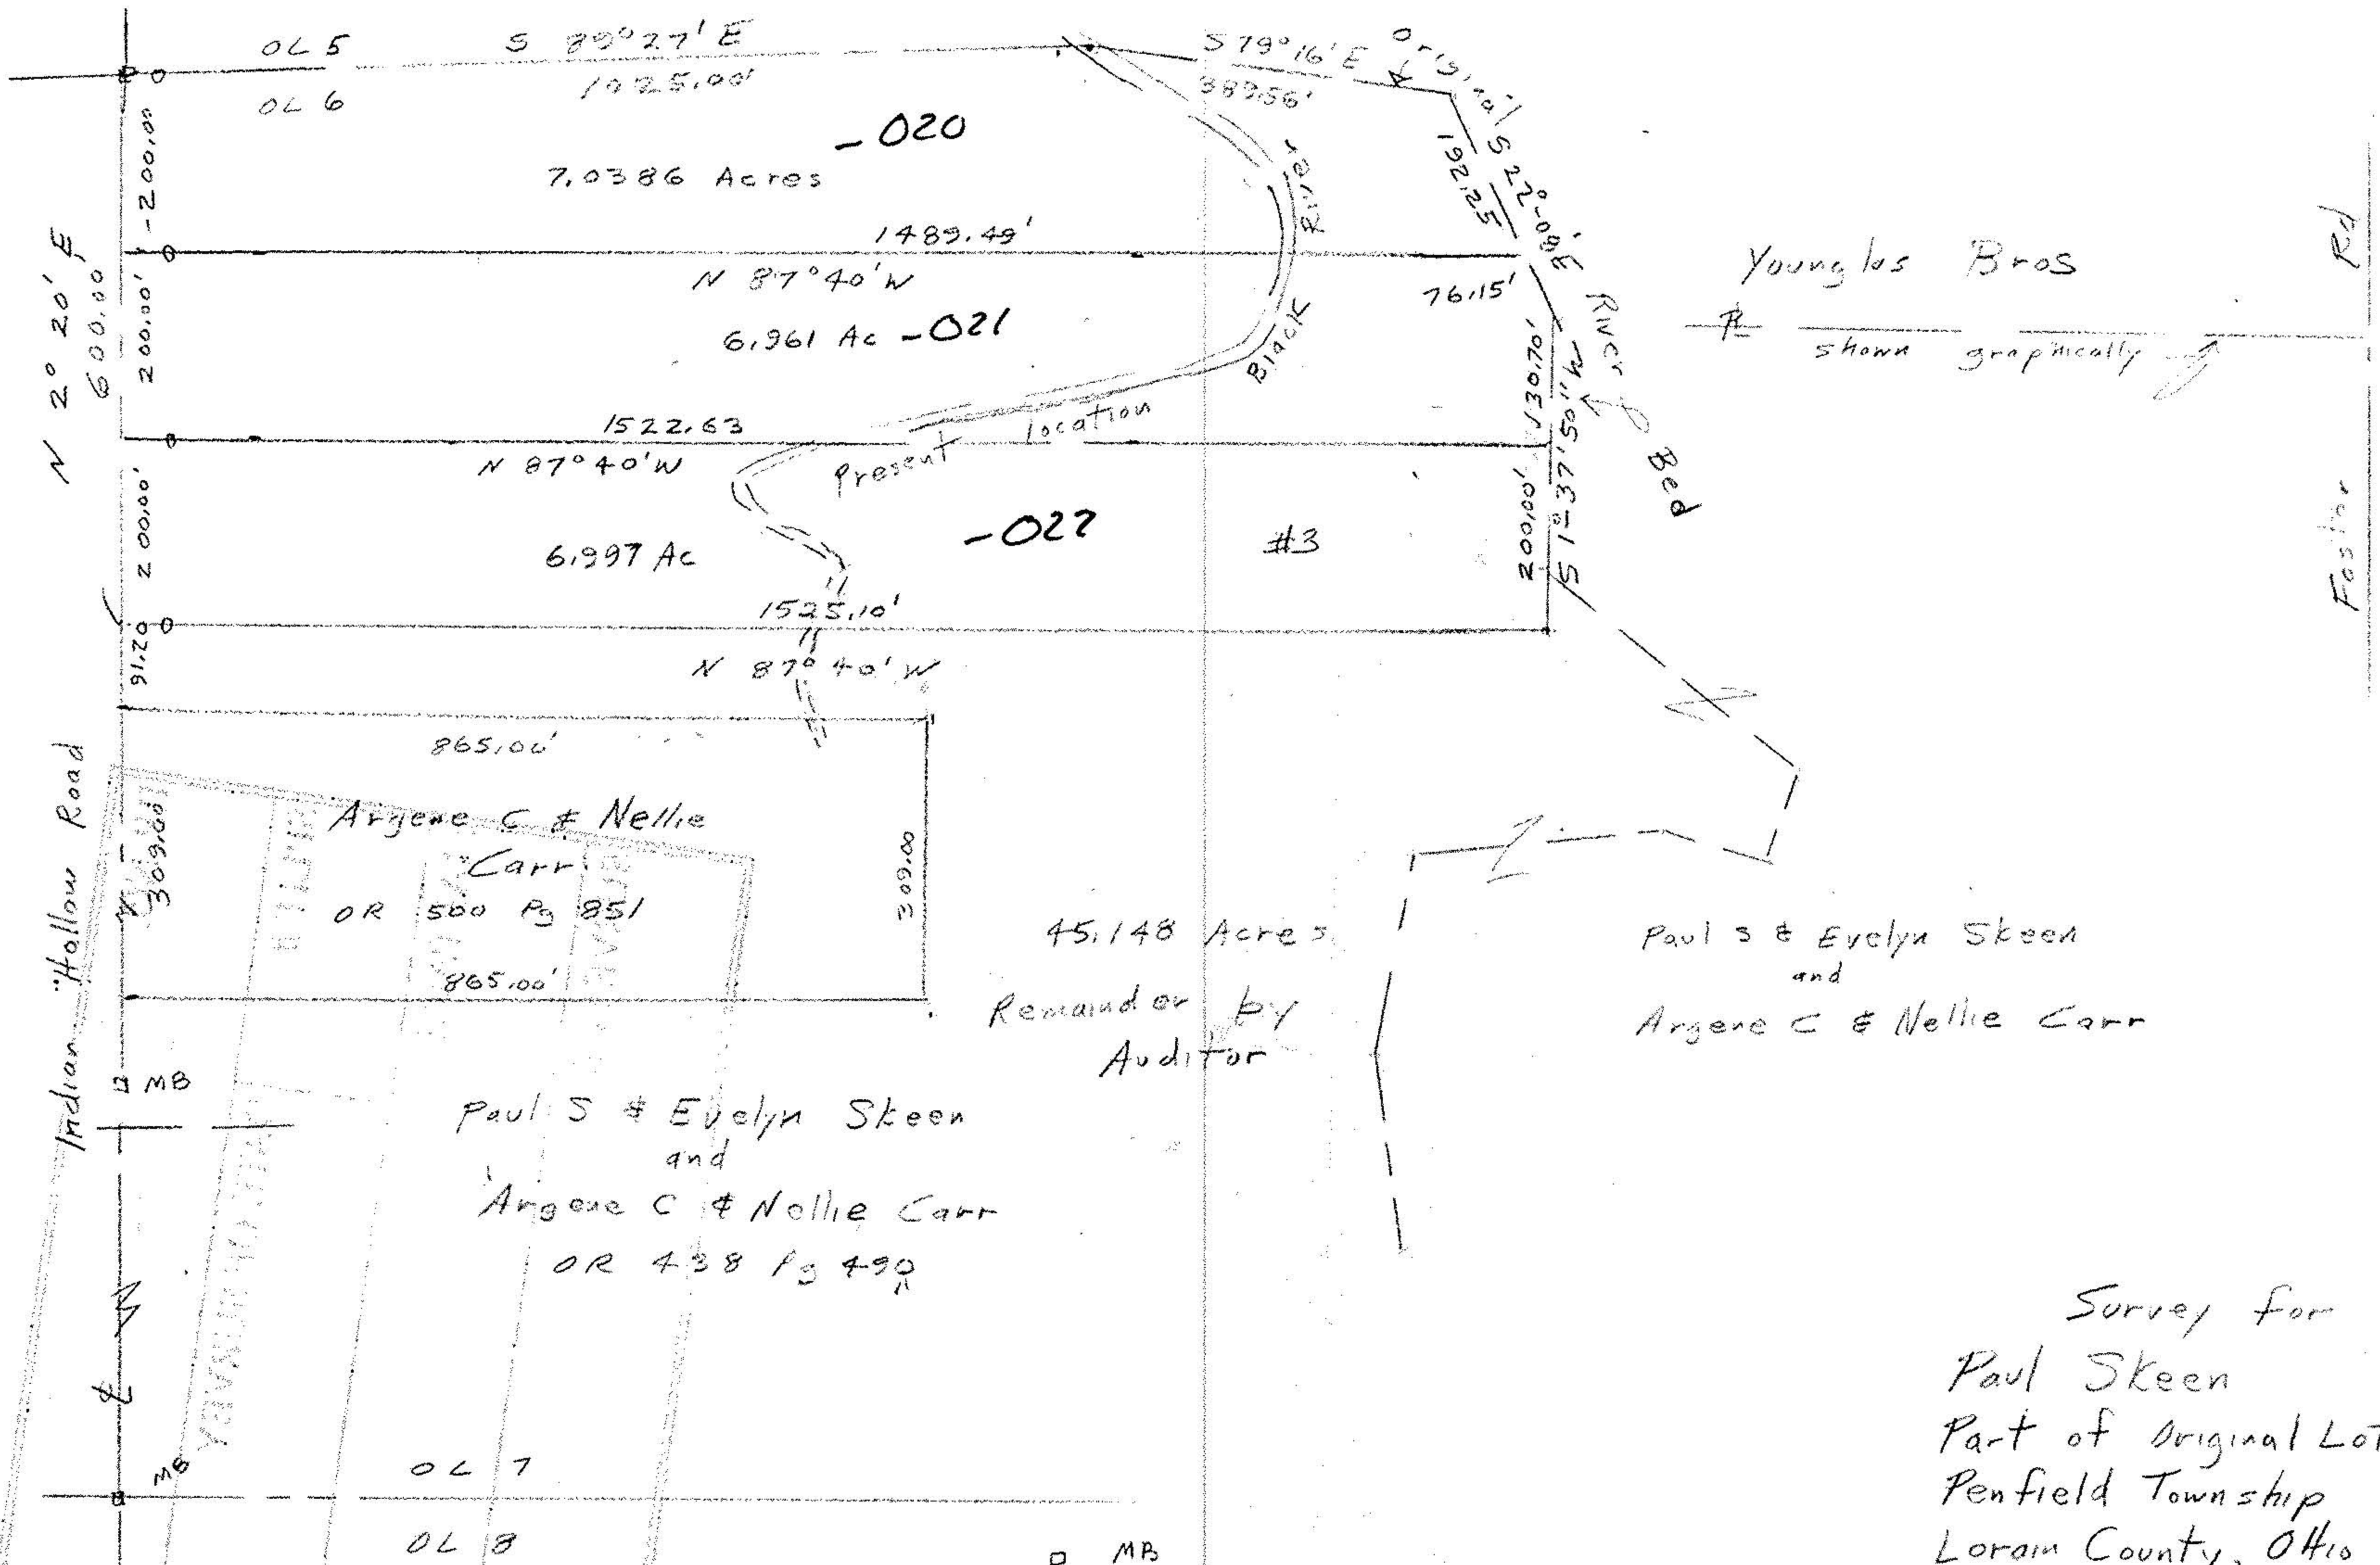 OL 5
S 89° 27' E
1025.00'
OL 6
S 79° 16' E
389.56'
Original
River Bed
-200.00
-020
7.0386 Acres
192.25
S 22°-08' E
1489.49'
N 87° 40' W
River
Black
N 2° 20' E
600.00'
200.00'
6.961 Ac
-021
76.15'
130.70'
S 1° 37' 50" W
Younglas Bros
shown graphically
Rd
Foster
1522.63
N 87° 40' W
Present location
200.00'
6.997 Ac
-022
#3
200.00'
1525.10'
N 87° 40' W
91.20
865.00'
309.00
Argene C & Nellie
Carr
OR 500 Pg 851
309.00
865.00'
Indian Hollow Road
45.148 Acres
Remainder by
Auditor
Paul S & Evelyn Skeen
and
Argene C & Nellie Carr
MB
Paul S & Evelyn Skeen
and
Argene C & Nellie Carr
OR 438 Pg 490
MB
OL 7
OL 8
MB
Survey for
Paul Skeen
Part of Original Lot
Penfield Township
Lorain County, Ohio